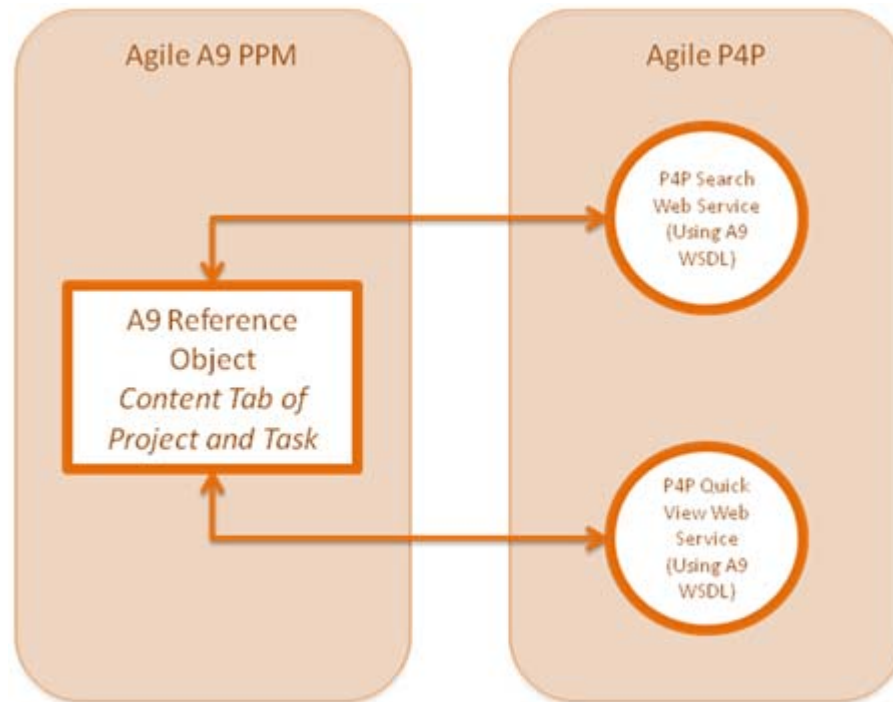 Agile A9 PPM
Agile P4P
P4P Search
Web Service
(Using A9
WSDL)
A9 Reference
Object
Content Tab of
Project and Task
P4P Quick
View Web
Service
(Using A9
WSDL)